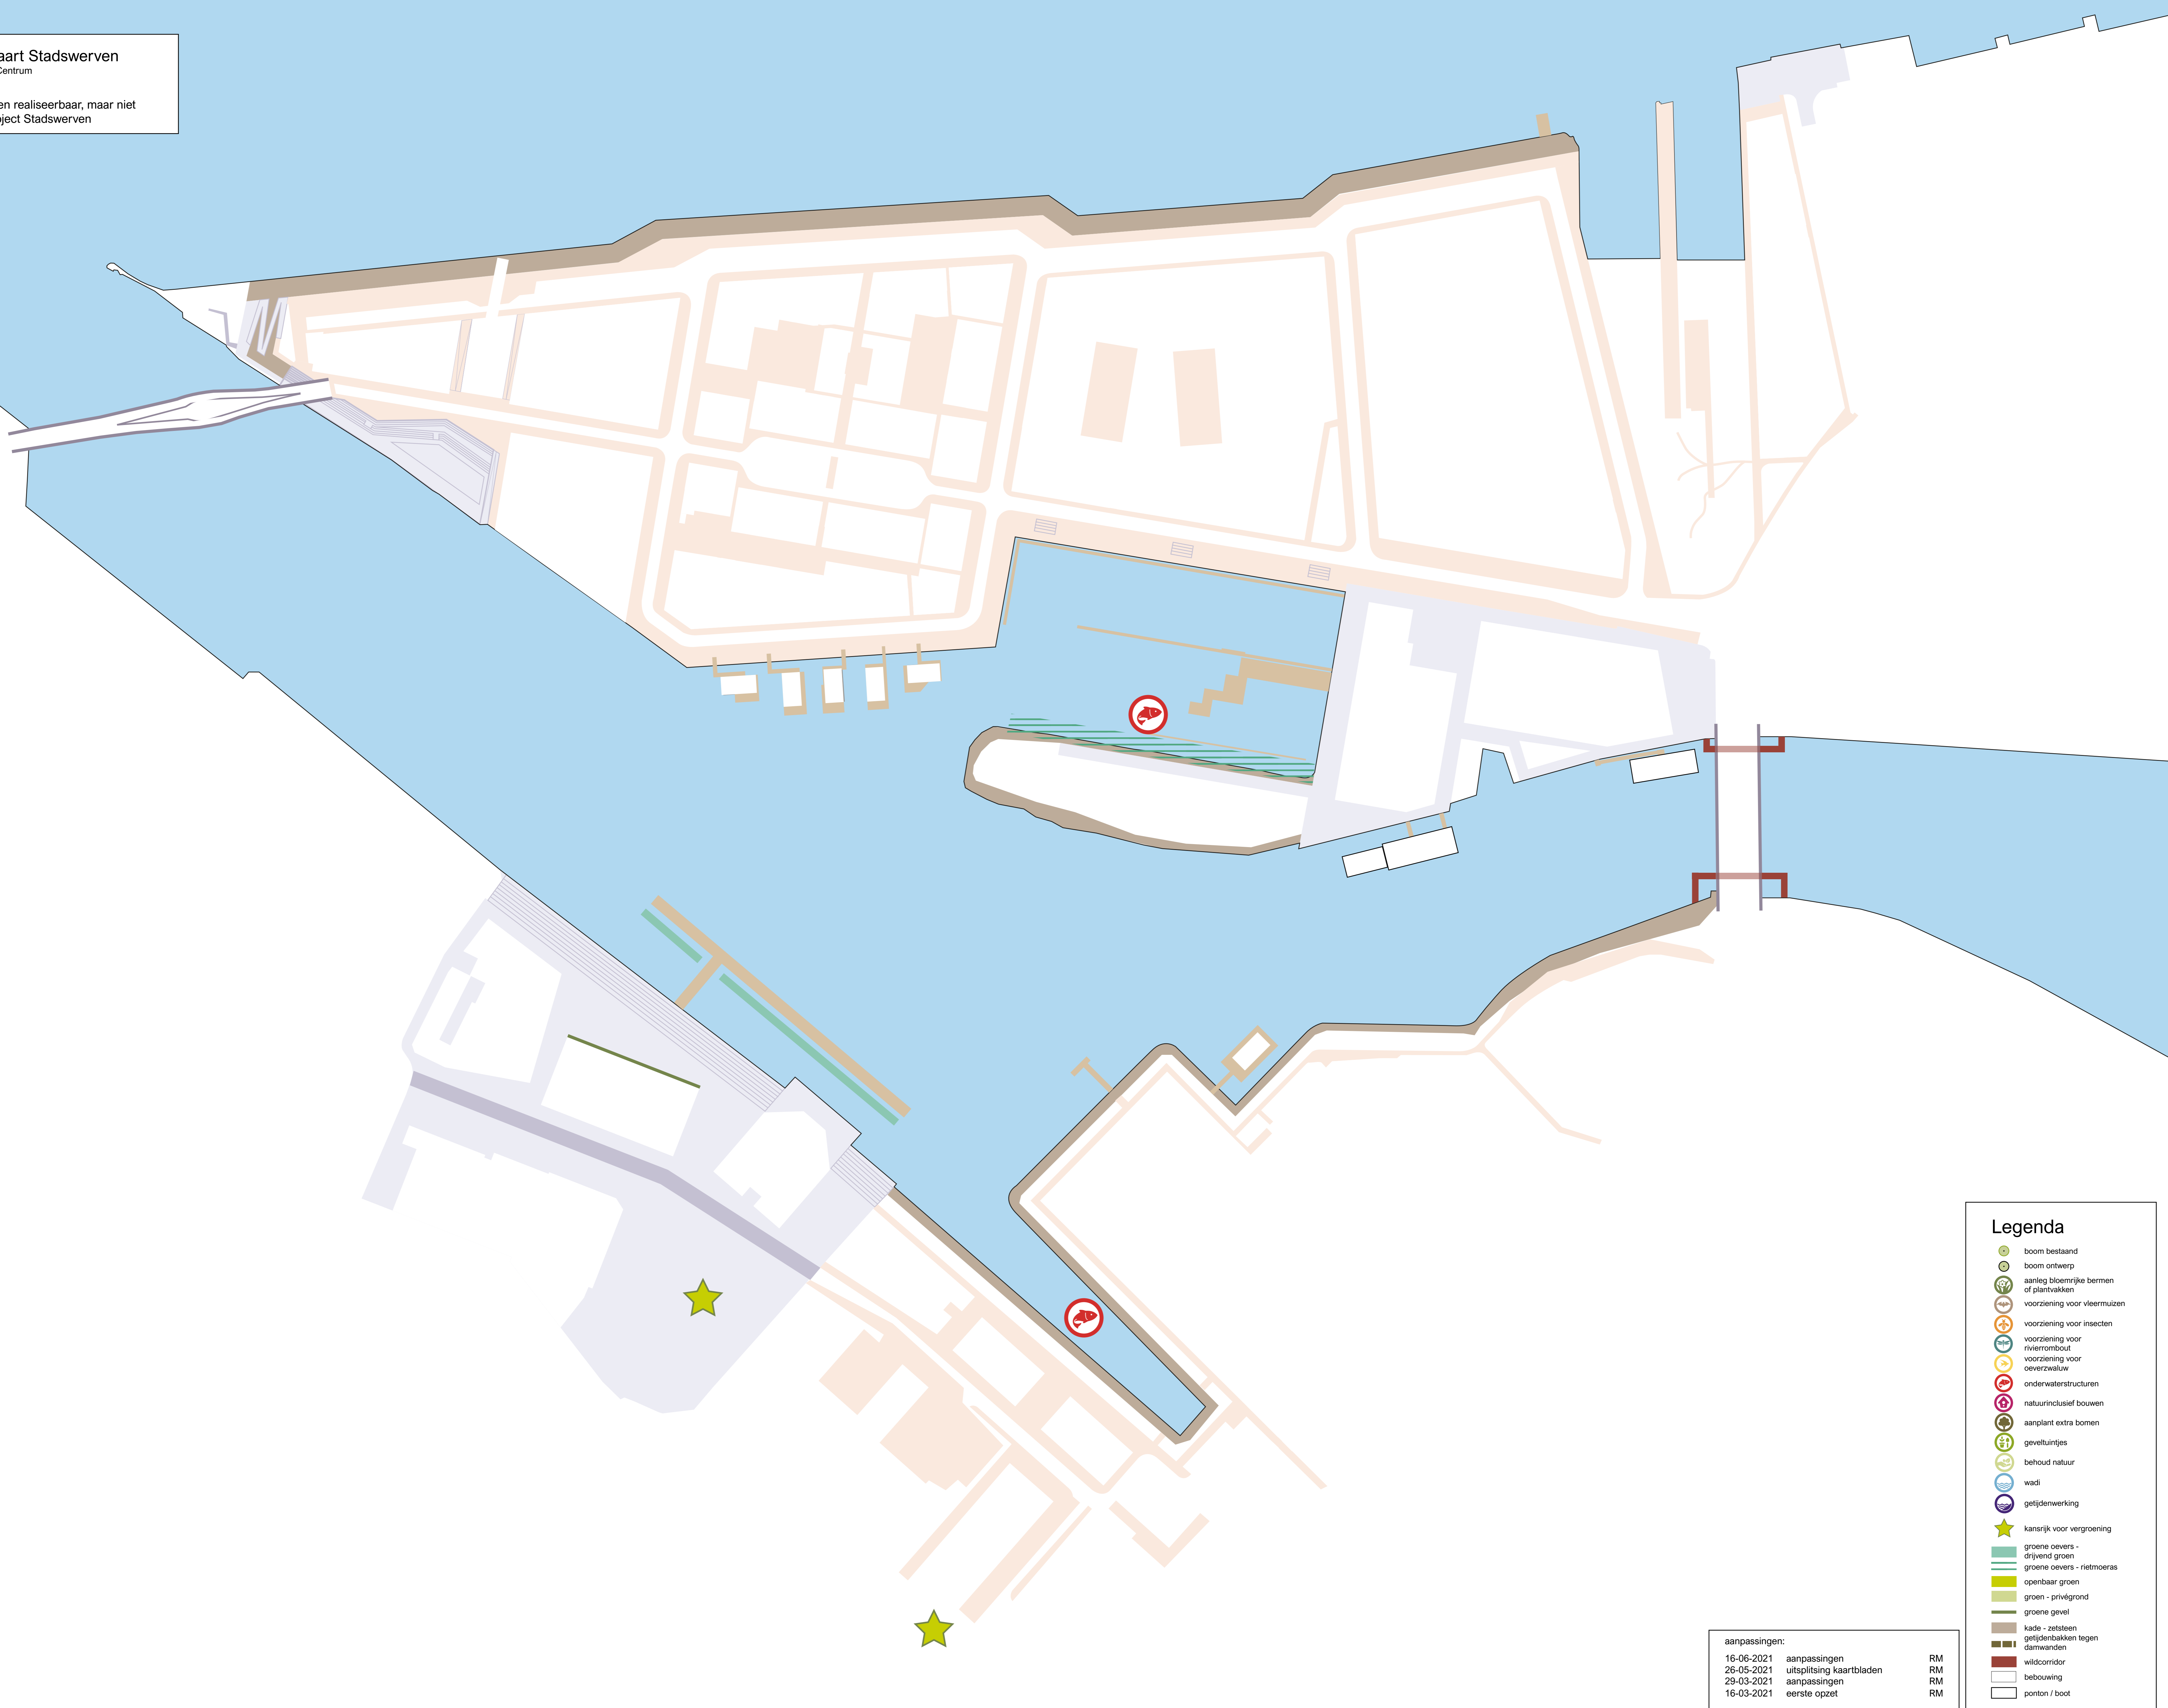 aart Stadswerven
Centrum
en realiseerbaar, maar niet
ject Stadswerven
Legenda
boom bestaand
boom ontwerp
aanleg bloemrijke bermen
of plantvakken
voorziening voor vleermuizen
voorziening voor insecten
voorziening voor
rivierrombout
voorziening voor
oeverzwaluw
onderwaterstructuren
natuurinclusief bouwen
aanplant extra bomen
geveltuintjes
behoud natuur
wadi
getijdenwerking
kansrijk voor vergroening
groene oevers -
drijvend groen
groene oevers - rietmoeras
openbaar groen
groen - privégrond
groene gevel
kade - zetsteen
getijdenbakken tegen
damwanden
wildcorridor
bebouwing
ponton / boot
aanpassingen:
16-06-2021 aanpassingen RM
26-05-2021 uitsplitsing kaartbladen RM
29-03-2021 aanpassingen RM
16-03-2021 eerste opzet RM